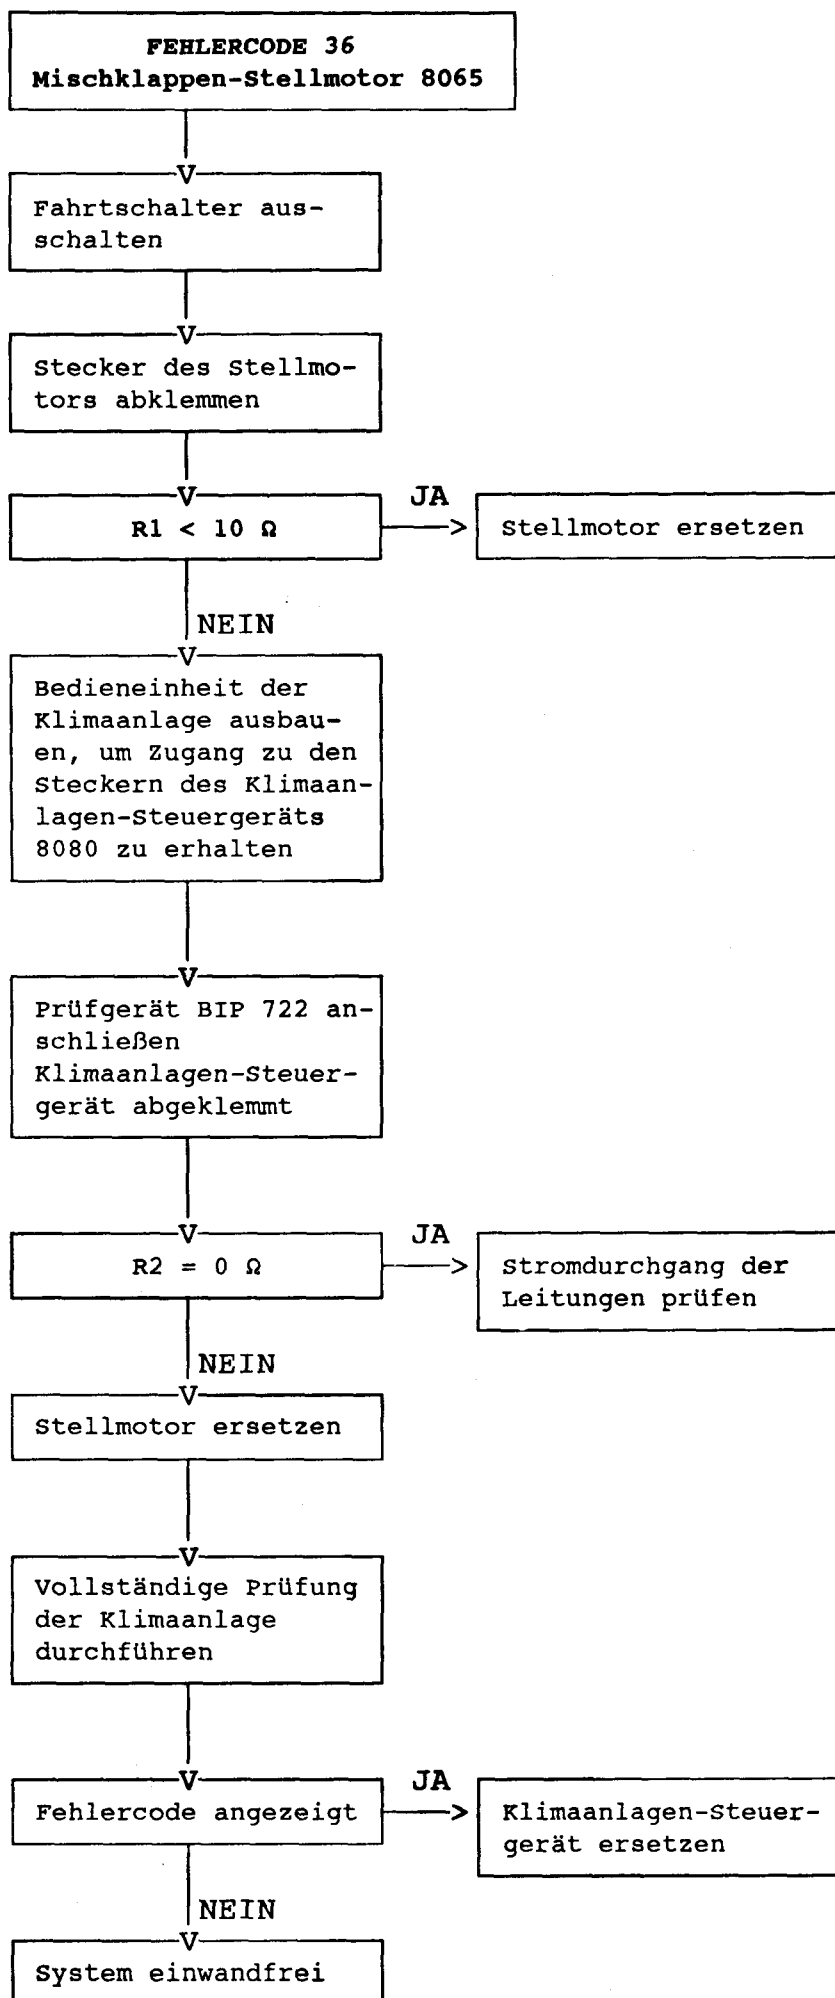 FEHLERCODE 36
Mischklappen-Stellmotor 8065
V
Fahrtschalter aus-
schalten
V
Stecker des Stellmo-
tors abklemmen
V
R1 < 10 Ω
JA
>
Stellmotor ersetzen
NEIN
V
Bedieneinheit der
Klimaanlage ausbau-
en, um Zugang zu den
Steckern des Klimaan-
lagen-Steuergeräts
8080 zu erhalten
V
Prüfgerät BIP 722 an-
schließen
Klimaanlagen-Steuer-
gerät abgeklemmt
V
R2 = 0 Ω
JA
>
Stromdurchgang der
Leitungen prüfen
NEIN
V
Stellmotor ersetzen
V
Vollständige Prüfung
der Klimaanlage
durchführen
V
Fehlercode angezeigt
JA
>
Klimaanlagen-Steuer-
gerät ersetzen
NEIN
V
System einwandfrei